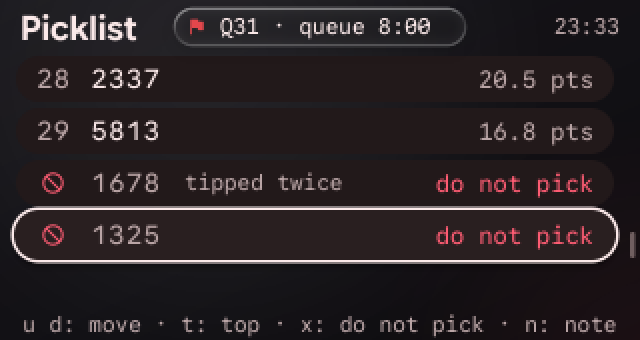 Picklist Q31 · queue 8:00 23:33
28 2337 20.5 pts
29 5813 16.8 pts
1678 tipped twice do not pick
1325 do not pick
u d: move · t: top · x: do not pick · n: note